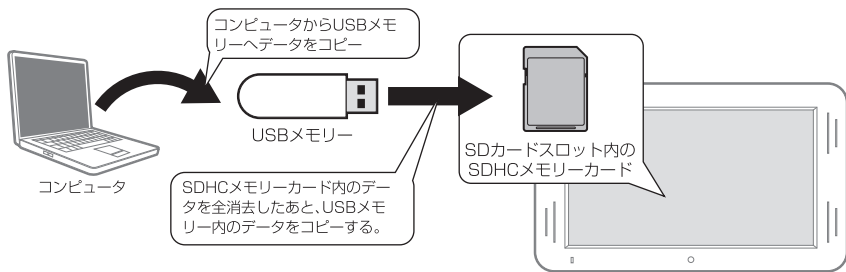 コンピュータからUSBメモ
リーへデータをコピー
USBメモリー
コンピュータ
SDカードスロット内の
SDHCメモリーカード
SDHCメモリーカード内のデー
タを全消去したあと、USBメモ
リー内のデータをコピーする。